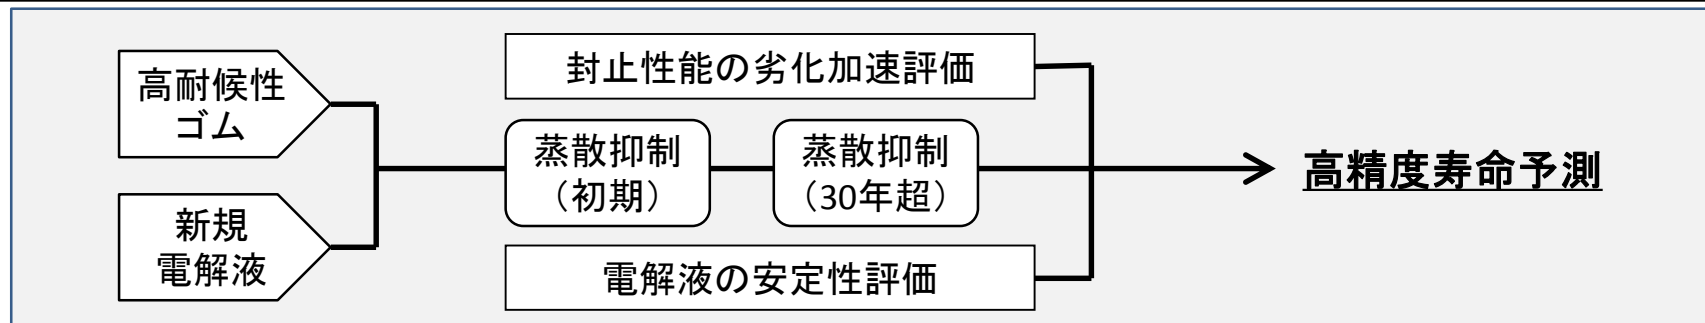 高耐候性
ゴム
新規
電解液
封止性能の劣化加速評価
蒸散抑制
（初期）
蒸散抑制
（30年超）
電解液の安定性評価
高精度寿命予測